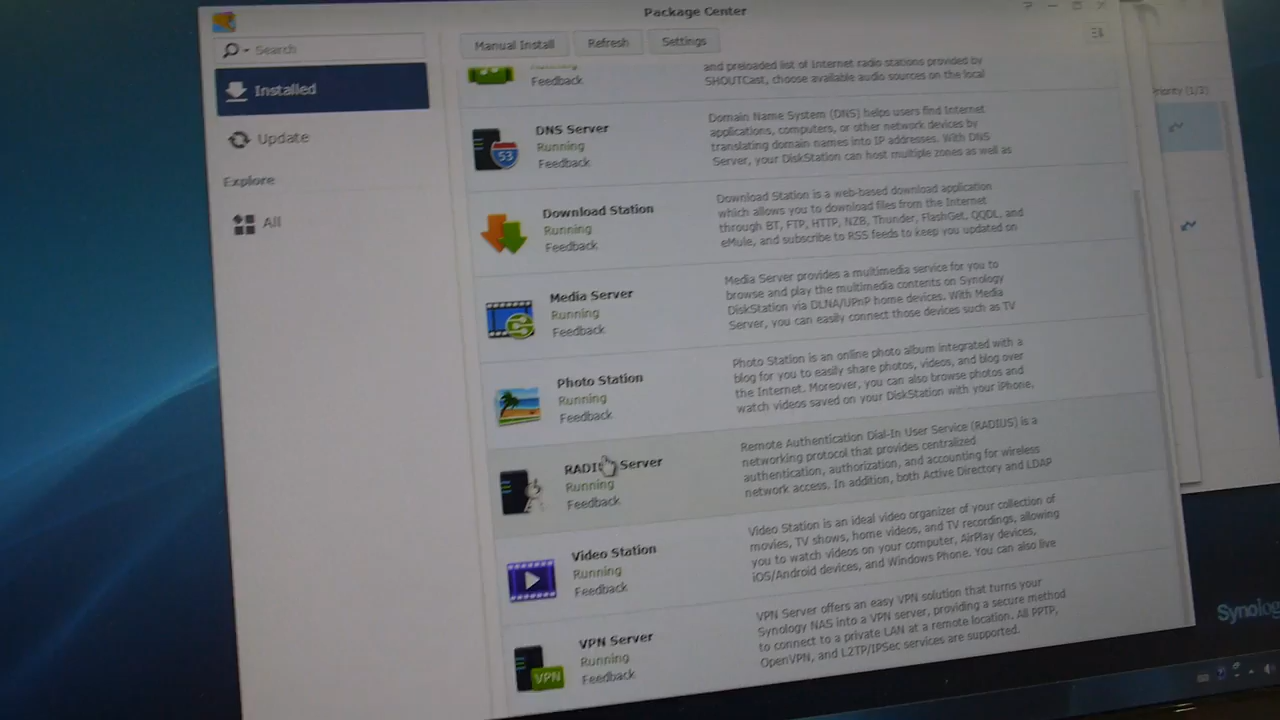 Package Center
Search
Manual Install
Refresh
Settings
Installed
Update
Explore
All
Running
Feedback
and preloaded list of Internet radio stations provided by
SHOUTCast, choose available audio sources on the local
DNS Server
Running
Feedback
Domain Name System (DNS) helps users find Internet
applications, computers, or other network devices by
translating domain names into IP addresses. With DNS
Server, your DiskStation can host multiple zones as well as
Download Station
Running
Feedback
Download Station is a web-based download application
which allows you to download files from the Internet
through BT, FTP, HTTP, NZB, Thunder, FlashGet, QQDL, and
eMule, and subscribe to RSS feeds to keep you updated on
Media Server
Running
Feedback
Media Server provides a multimedia service for you to
browse and play the multimedia contents on Synology
DiskStation via DLNA/UPnP home devices. With Media
Server, you can easily connect those devices such as TV
Photo Station
Running
Feedback
Photo Station is an online photo album integrated with a
blog for you to easily share photos, videos, and blog over
the Internet. Moreover, you can also browse photos and
watch videos saved on your DiskStation with your iPhone,
RADIUS Server
Running
Feedback
Remote Authentication Dial-In User Service (RADIUS) is a
networking protocol that provides centralized
authentication, authorization, and accounting for wireless
network access. In addition, both Active Directory and LDAP
Video Station
Running
Feedback
Video Station is an ideal video organizer of your collection of
movies, TV shows, home videos, and TV recordings, allowing
you to watch videos on your computer, AirPlay devices,
iOS/Android devices, and Windows Phone. You can also live
VPN Server
Running
Feedback
VPN
VPN Server offers an easy VPN solution that turns your
Synology NAS into a VPN server, providing a secure method
to connect to a private LAN at a remote location. All PPTP,
OpenVPN, and L2TP/IPSec services are supported.
53
Priority (1/3)
Synology